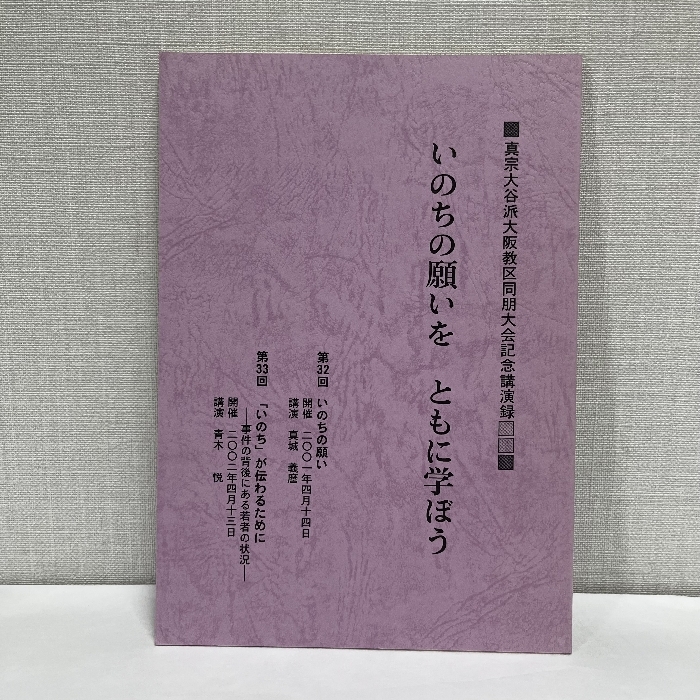 ■真宗大谷派大阪教区同朋大会記念講演録
いのちの願いを　ともに学ぼう
第32回　いのちの願い
開催　二〇〇一年四月十四日
講演　真城　義麿
第33回　「いのち」が伝わるために
―事件の背後にある若者の状況―
開催　二〇〇二年四月十三日
講演　青木　悦